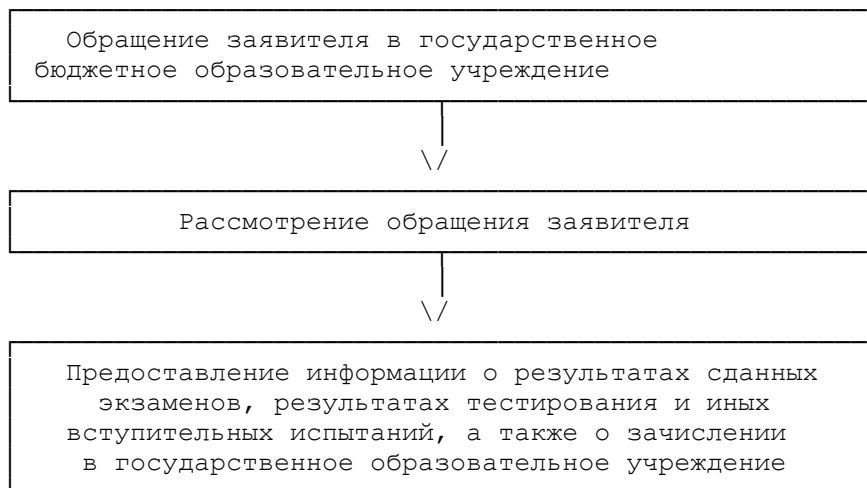 Обращение заявителя в государственное
бюджетное образовательное учреждение
Рассмотрение обращения заявителя
Предоставление информации о результатах сданных
экзаменов, результатах тестирования и иных
вступительных испытаний, а также о зачислении
в государственное образовательное учреждение